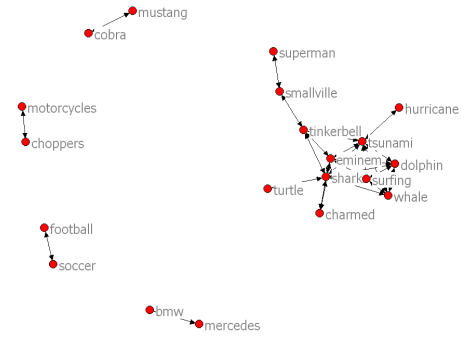 mustang
cobra
superman
smallville
motorcycles
hurricane
tinkerbell
tsunami
choppers
eminem
dolphin
shark
surfing
turtle
whale
charmed
football
soccer
bmw
mercedes